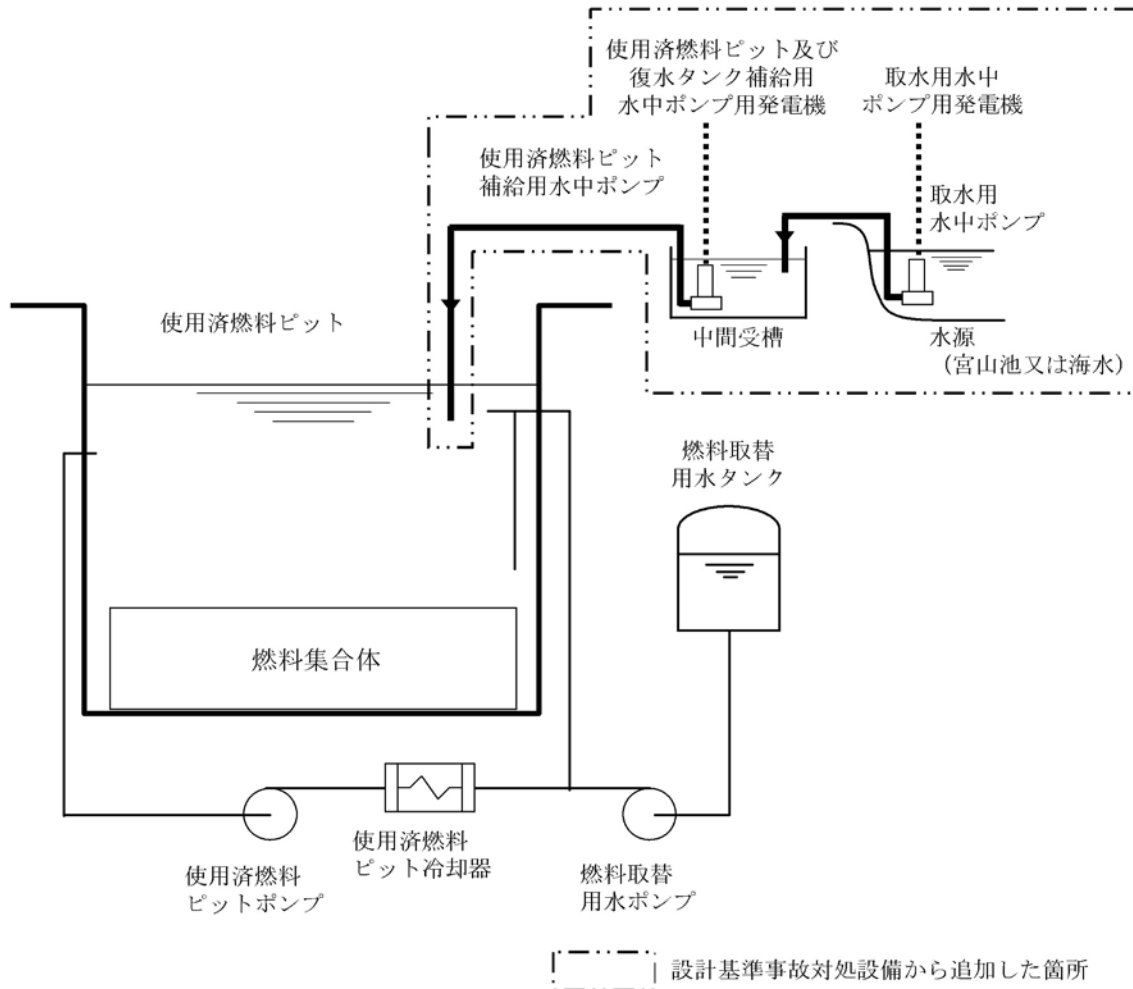 使用済燃料ピット及び
復水タンク補給用
水中ポンプ用発電機
取水用水中
ポンプ用発電機
使用済燃料ピット
補給用水中ポンプ
取水用
水中ポンプ
使用済燃料ピット
中間受槽
水源
（宮山池又は海水）
燃料取替
用水タンク
燃料集合体
使用済燃料
ピット冷却器
使用済燃料
ピットポンプ
燃料取替
用水ポンプ
設計基準事故対処設備から追加した箇所